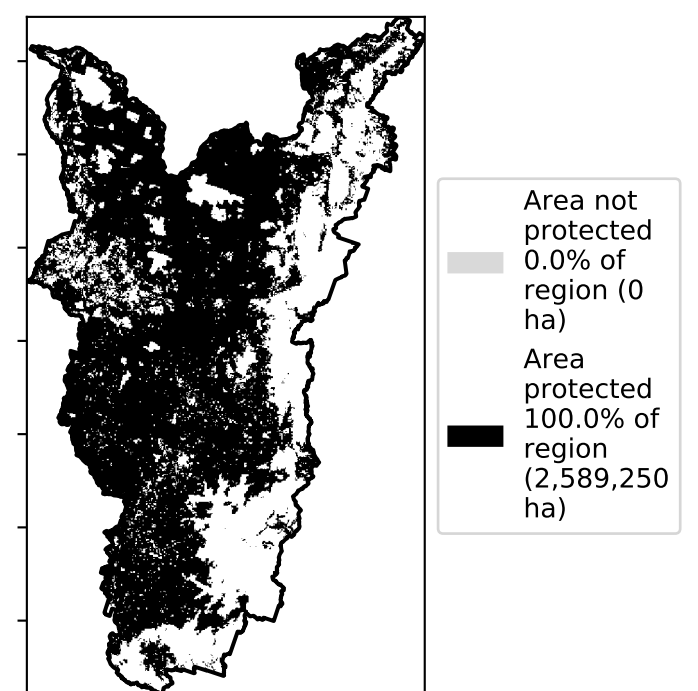 Area not
protected
0.0% of
region (0
ha)
Area
protected
100.0% of
region
(2,589,250
ha)